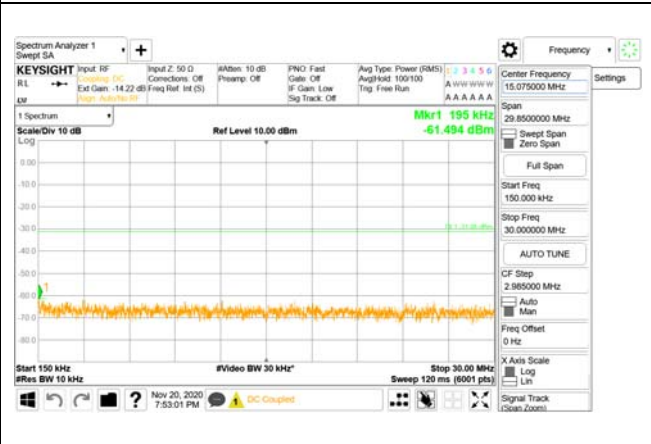 Spectrum Analyzer 1
Swept SA
+
Frequency
KEYSIGHT
RL
Input: RF
Coupling: DC
Ext Gain: -14.22 dB
Align: Auto/No RF
Input Z: 50 Ω
Corrections: Off
Freq Ref: Int (S)
#Atten: 10 dB
Preamp: Off
PNO: Fast
Gate: Off
IF Gain: Low
Sig Track: Off
Avg Type: Power (RMS)
Avg|Hold: 100/100
Trig: Free Run
1 2 3 4 5 6
A W W W W W
A A A A A A
1 Spectrum
Scale/Div 10 dB
Log
Ref Level 10.00 dBm
Mkr1 195 kHz
-61.494 dBm
0.00
-10.0
-20.0
-30.0
-40.0
-50.0
-60.0
-70.0
-80.0
1
Start 150 kHz
#Res BW 10 kHz
#Video BW 30 kHz*
Stop 30.00 MHz
Sweep 120 ms (6001 pts)
Center Frequency
15.075000 MHz
Settings
Span
29.8500000 MHz
Swept Span
Zero Span
Full Span
Start Freq
150.000 kHz
Stop Freq
30.000000 MHz
AUTO TUNE
CF Step
2.985000 MHz
Auto
Man
Freq Offset
0 Hz
X Axis Scale
Log
Lin
Signal Track
(Span Zoom)
?
Nov 20, 2020
7:53:01 PM
1
DC Coupled